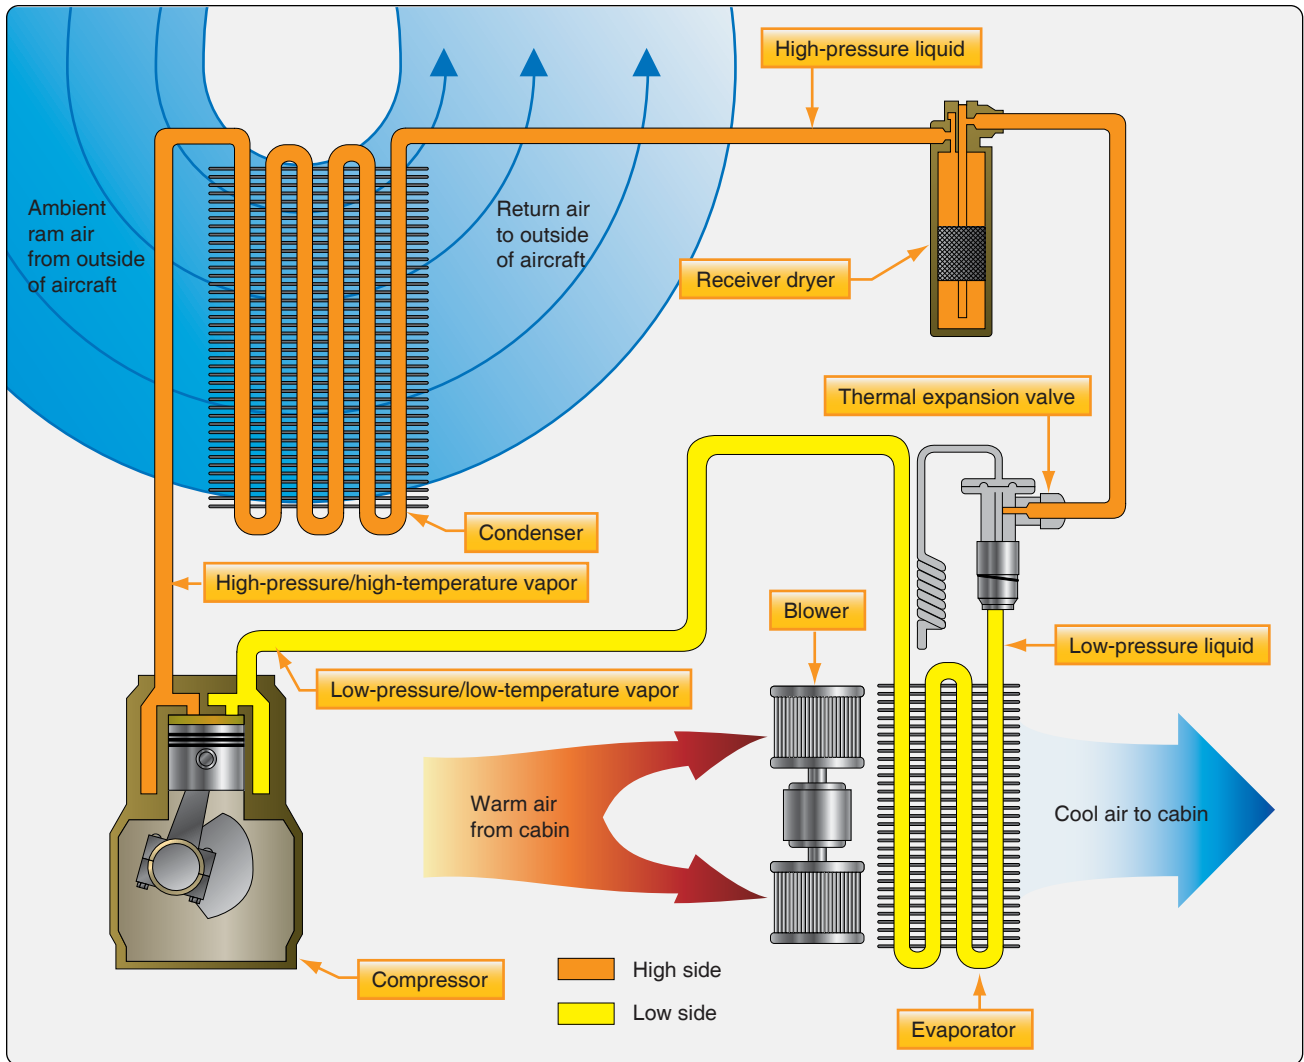 High-pressure liquid
Ambient
ram air
from outside
of aircraft
Return air
to outside
of aircraft
Receiver dryer
Thermal expansion valve
Condenser
High-pressure/high-temperature vapor
Blower
Low-pressure liquid
Low-pressure/low-temperature vapor
Warm air
from cabin
Cool air to cabin
Compressor
High side
Low side
Evaporator